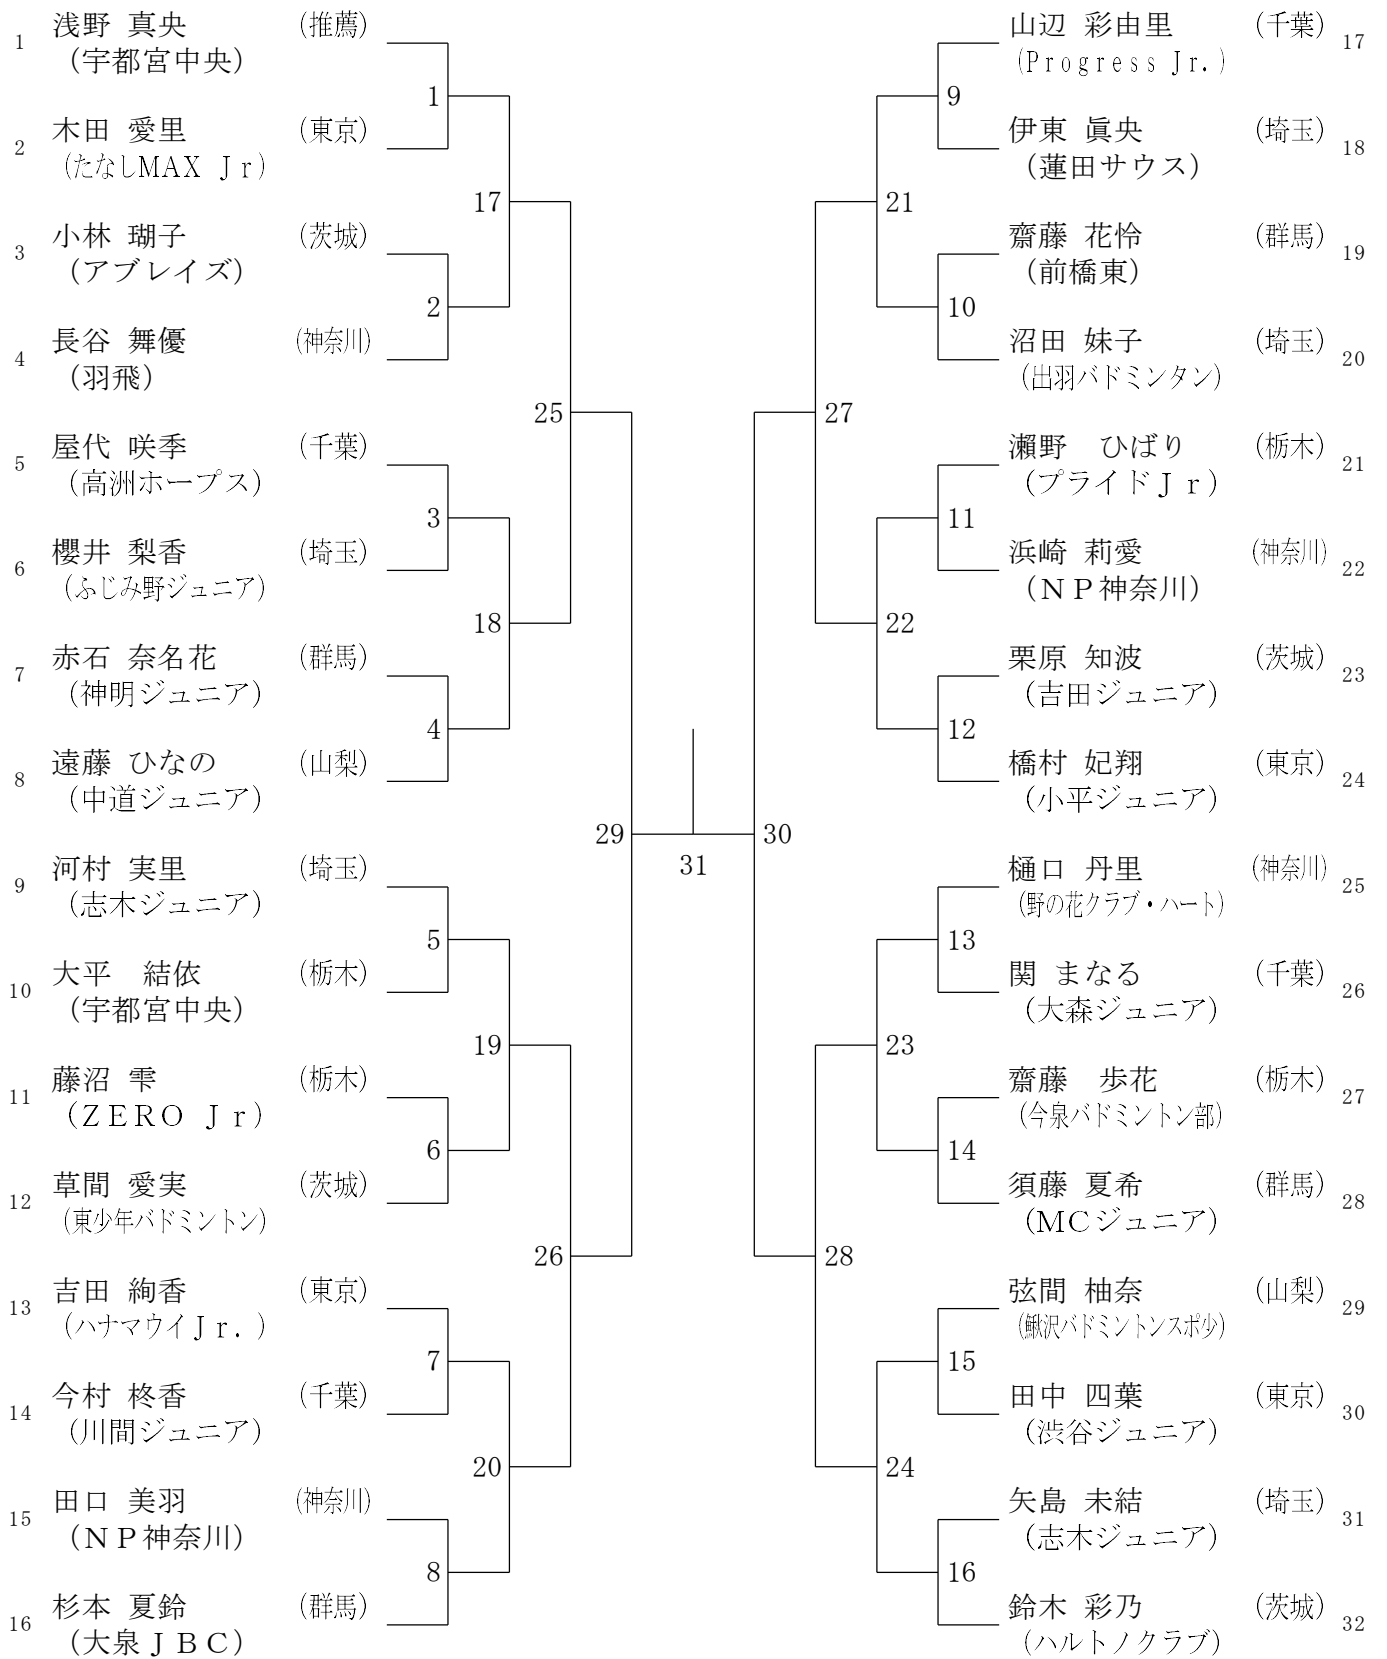 1 浅野 真央 (推薦)
(宇都宮中央)
1
2 木田 愛里 (東京)
(たなしMAX Jr)
17
3 小林 瑚子 (茨城)
(アブレイズ)
2
4 長谷 舞優 (神奈川)
(羽飛)
25
5 屋代 咲季 (千葉)
(高洲ホープス)
3
6 櫻井 梨香 (埼玉)
(ふじみ野ジュニア)
18
7 赤石 奈名花 (群馬)
(神明ジュニア)
4
8 遠藤 ひなの (山梨)
(中道ジュニア)
29
9 河村 実里 (埼玉)
(志木ジュニア)
5
10 大平 結依 (栃木)
(宇都宮中央)
19
11 藤沼 雫 (栃木)
(ZERO Jr)
6
12 草間 愛実 (茨城)
(東少年バドミントン)
26
13 吉田 絢香 (東京)
(ハナマウイJr.)
7
14 今村 柊香 (千葉)
(川間ジュニア)
20
15 田口 美羽 (神奈川)
(NP神奈川)
8
16 杉本 夏鈴 (群馬)
(大泉JBC)
31
山辺 彩由里 (千葉) 17
(Progress Jr.)
9
伊東 眞央 (埼玉) 18
(蓮田サウス)
21
齋藤 花怜 (群馬) 19
(前橋東)
10
沼田 妹子 (埼玉) 20
(出羽バドミンタン)
27
瀬野 ひばり (栃木) 21
(プライドJr)
11
浜崎 莉愛 (神奈川) 22
(NP神奈川)
22
栗原 知波 (茨城) 23
(吉田ジュニア)
12
橋村 妃翔 (東京) 24
(小平ジュニア)
30
樋口 丹里 (神奈川) 25
(野の花クラブ・ハート)
13
関 まなる (千葉) 26
(大森ジュニア)
23
齋藤 歩花 (栃木) 27
(今泉バドミントン部)
14
須藤 夏希 (群馬) 28
(MCジュニア)
28
弦間 柚奈 (山梨) 29
(鰍沢バドミントンスポ少)
15
田中 四葉 (東京) 30
(渋谷ジュニア)
24
矢島 未結 (埼玉) 31
(志木ジュニア)
16
鈴木 彩乃 (茨城) 32
(ハルトノクラブ)